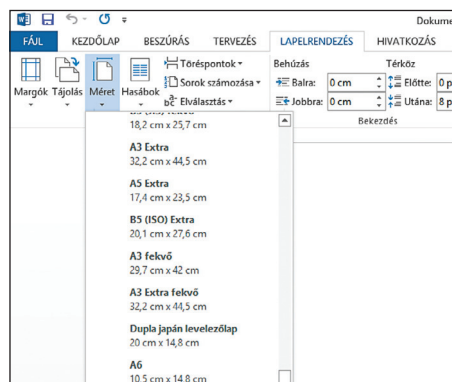 Dokume
FÁJL KEZDŐLAP BESZÚRÁS TERVEZÉS LAPELRENDEZÉS HIVATKOZÁS
Margók Tájolás Méret Hasábok
Töréspontok
Sorok számozása
Elválasztás
Behúzás
Balra: 0 cm
Jobbra: 0 cm
Térköz
Előtte: 0 p
Utána: 8 p
Bekezdés
18,2 cm x 25,7 cm
A3 Extra
32,2 cm x 44,5 cm
A5 Extra
17,4 cm x 23,5 cm
B5 (ISO) Extra
20,1 cm x 27,6 cm
A3 fekvő
29,7 cm x 42 cm
A3 Extra fekvő
32,2 cm x 44,5 cm
Dupla japán levelezőlap
20 cm x 14,8 cm
A6
10,5 cm x 14,8 cm